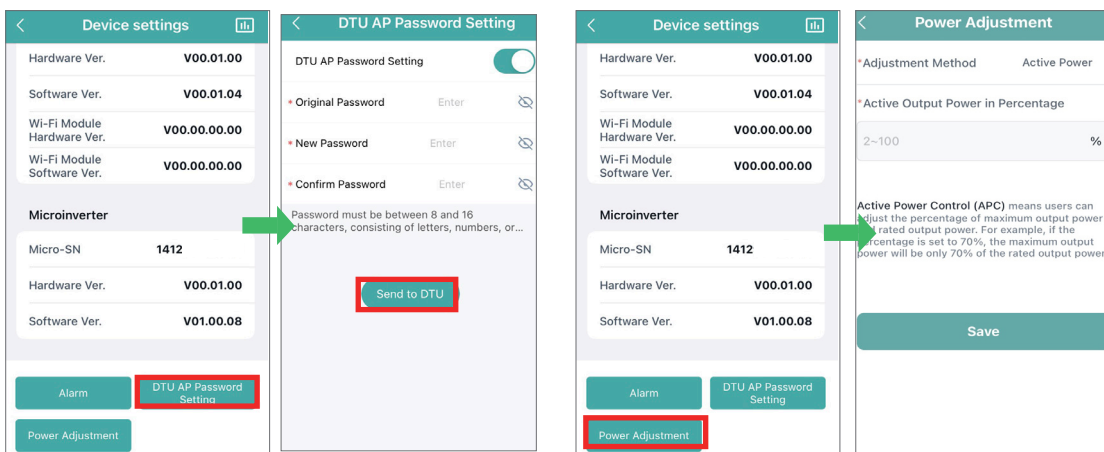 Device settings
Hardware Ver. V00.01.00
Software Ver. V00.01.04
Wi-Fi Module
Hardware Ver. V00.00.00.00
Wi-Fi Module
Software Ver. V00.00.00.00
Microinverter
Micro-SN 1412
Hardware Ver. V00.01.00
Software Ver. V01.00.08
Alarm
DTU AP Password
Setting
Power Adjustment
DTU AP Password Setting
DTU AP Password Setting
* Original Password Enter
* New Password Enter
* Confirm Password Enter
Password must be between 8 and 16
characters, consisting of letters, numbers, or...
Send to DTU
Device settings
Hardware Ver. V00.01.00
Software Ver. V00.01.04
Wi-Fi Module
Hardware Ver. V00.00.00.00
Wi-Fi Module
Software Ver. V00.00.00.00
Microinverter
Micro-SN 1412
Hardware Ver. V00.01.00
Software Ver. V01.00.08
Alarm
DTU AP Password
Setting
Power Adjustment
Power Adjustment
*Adjustment Method Active Power
*Active Output Power in Percentage
2~100 %
Active Power Control (APC) means users can
adjust the percentage of maximum output power
rated output power. For example, if the
percentage is set to 70%, the maximum output
power will be only 70% of the rated output power
Save